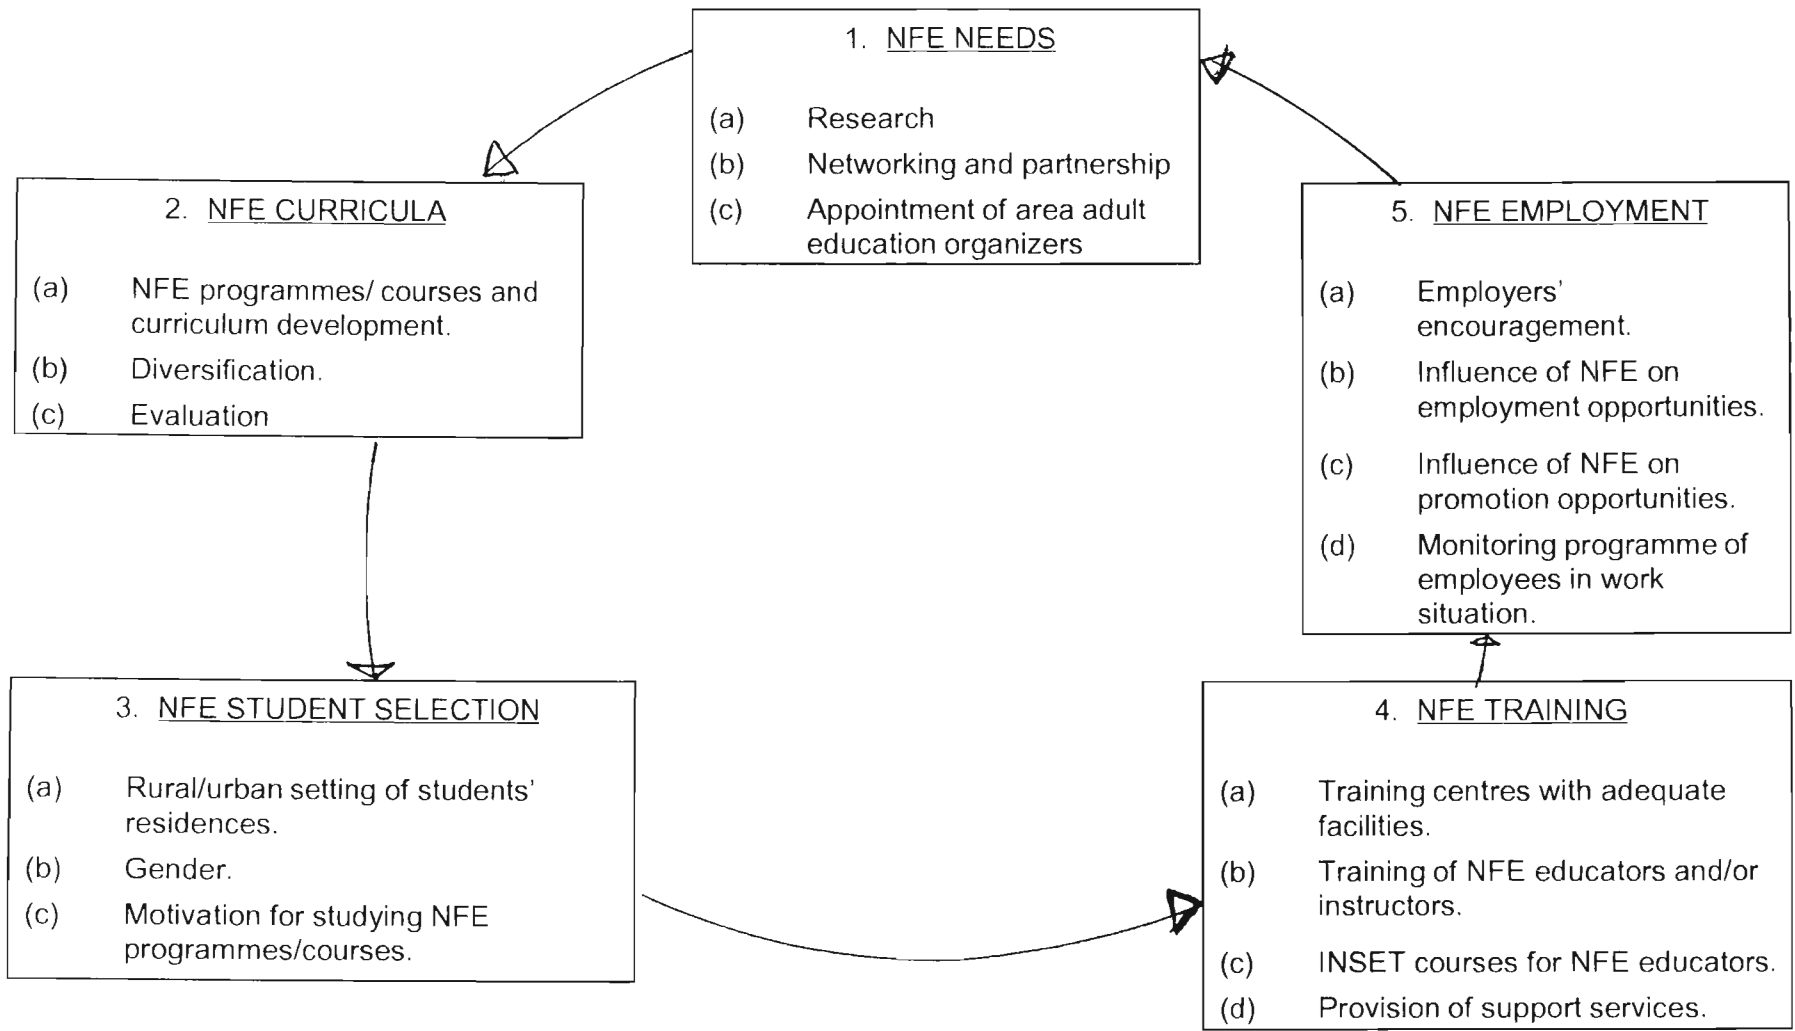 1. NFE NEEDS
(a) Research
(b) Networking and partnership
(c) Appointment of area adult
education organizers
2. NFE CURRICULA
(a) NFE programmes/ courses and
curriculum development.
(b) Diversification.
(c) Evaluation
3. NFE STUDENT SELECTION
(a) Rural/urban setting of students’
residences.
(b) Gender.
(c) Motivation for studying NFE
programmes/courses.
4. NFE TRAINING
(a) Training centres with adequate
facilities.
(b) Training of NFE educators and/or
instructors.
(c) INSET courses for NFE educators.
(d) Provision of support services.
5. NFE EMPLOYMENT
(a) Employers’
encouragement.
(b) Influence of NFE on
employment opportunities.
(c) Influence of NFE on
promotion opportunities.
(d) Monitoring programme of
employees in work
situation.